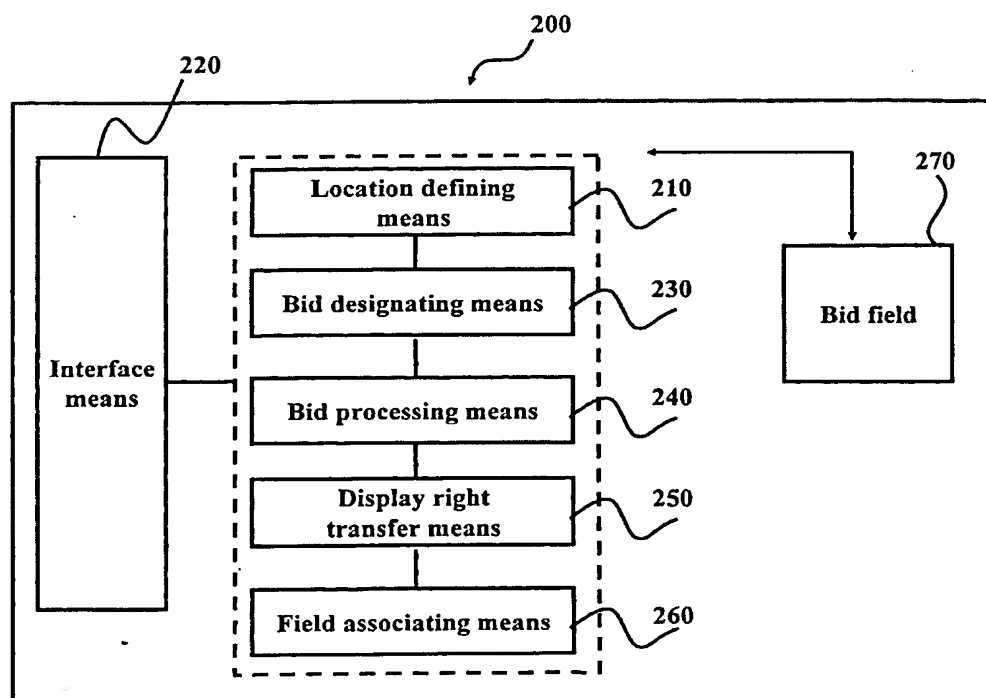 200
220
Location defining
means
210
270
Bid designating means
230
Bid field
Interface
means
Bid processing means
240
Display right
transfer means
250
Field associating means
260